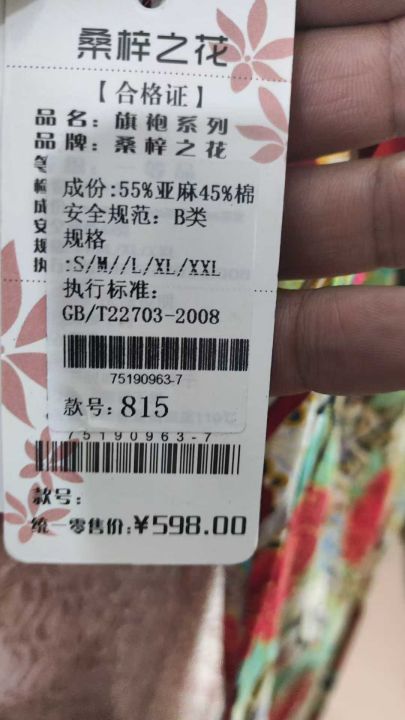 桑梓之花
【合格证】
品名:旗袍系列
品牌:桑梓之花
成份:55%亚麻45%棉
安全规范:B类
规格
:S/M//L/XL/XXL
执行标准:
GB/T22703-2008
75190963-7
款号:815
75190963-7
款号:
统一零售价:¥598.00